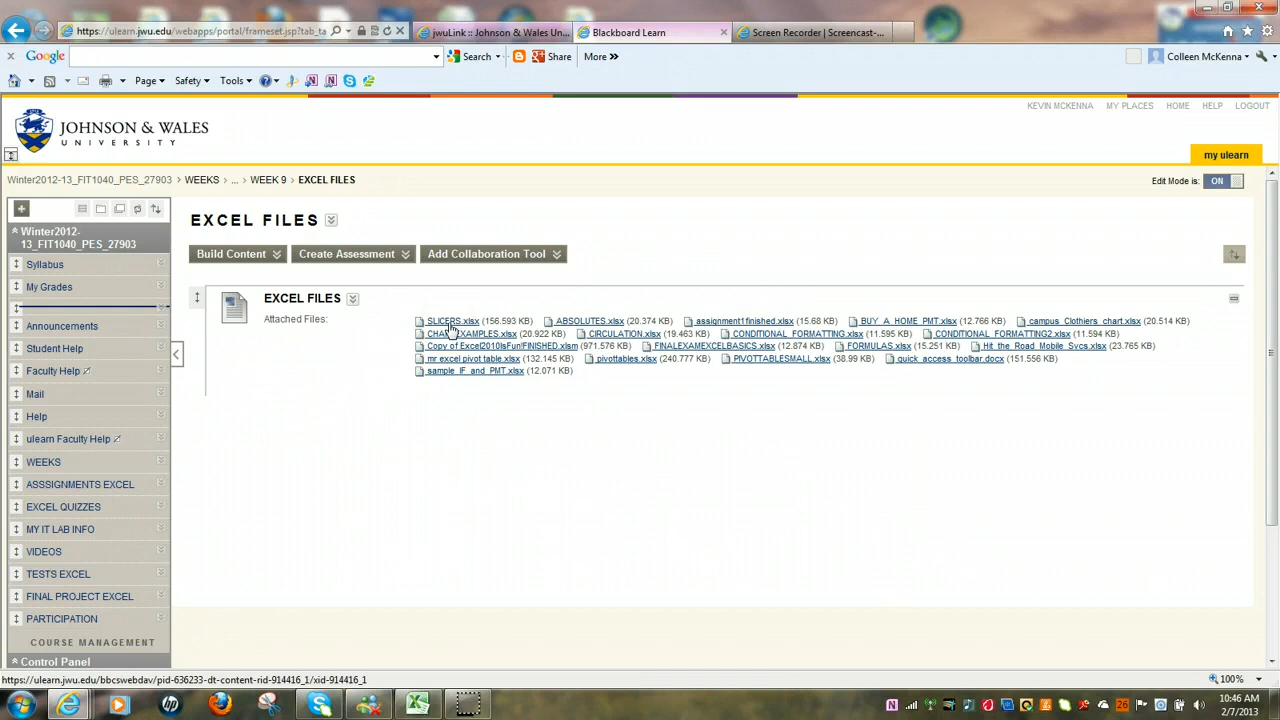 https://ulearn.jwu.edu/webapps/portal/frameset.jsp?tab_ta
jwuLink :: Johnson & Wales Un...
Blackboard Learn
Screen Recorder | Screencast-...
Google
Search
Share
More »
Colleen McKenna
Page
Safety
Tools
KEVIN MCKENNA
MY PLACES
HOME
HELP
LOGOUT
JOHNSON & WALES
UNIVERSITY
my ulearn
Winter2012-13_FIT1040_PES_27903 > WEEKS > ... > WEEK 9 > EXCEL FILES
Edit Mode is: ON
Winter2012-
13_FIT1040_PES_27903
Syllabus
My Grades
Announcements
Student Help
Faculty Help
Mail
Help
ulearn Faculty Help
WEEKS
ASSSIGNMENTS EXCEL
EXCEL QUIZZES
MY IT LAB INFO
VIDEOS
TESTS EXCEL
FINAL PROJECT EXCEL
PARTICIPATION
COURSE MANAGEMENT
Control Panel
EXCEL FILES
Build Content
Create Assessment
Add Collaboration Tool
EXCEL FILES
Attached Files:
SLICERS.xlsx (156.593 KB) ABSOLUTES.xlsx (20.374 KB) assignment1finished.xlsx (15.68 KB) BUY_A_HOME_PMT.xlsx (12.766 KB) campus_Clothiers_chart.xlsx (20.514 KB)
EXAMPLES.xlsx (20.922 KB) CIRCULATION.xlsx (19.463 KB) CONDITIONAL_FORMATTING.xlsx (11.595 KB) CONDITIONAL_FORMATTING2.xlsx (11.594 KB)
Copy of Excel2010IsFun!FINISHED.xlsm (971.576 KB) FINALEXAMEXCELBASICS.xlsx (12.874 KB) FORMULAS.xlsx (15.251 KB) Hit_the_Road_Mobile_Svcs.xlsx (23.765 KB)
mr excel pivot table.xlsx (132.145 KB) pivottables.xlsx (240.777 KB) PIVOTTABLESMALL.xlsx (38.99 KB) quick_access_toolbar.docx (151.556 KB)
sample_IF_and_PMT.xlsx (12.071 KB)
https://ulearn.jwu.edu/bbcswebdav/pid-636233-dt-content-rid-914416_1/xid-914416_1
100%
10:46 AM
2/7/2013